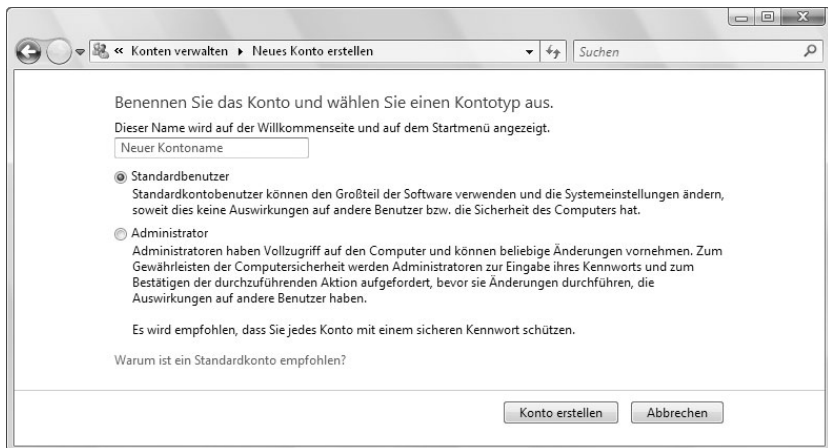 « Konten verwalten ▸ Neues Konto erstellen
Suchen
Benennen Sie das Konto und wählen Sie einen Kontotyp aus.
Dieser Name wird auf der Willkommenseite und auf dem Startmenü angezeigt.
Neuer Kontoname
Standardbenutzer
Standardkontobenutzer können den Großteil der Software verwenden und die Systemeinstellungen ändern,
soweit dies keine Auswirkungen auf andere Benutzer bzw. die Sicherheit des Computers hat.
Administrator
Administratoren haben Vollzugriff auf den Computer und können beliebige Änderungen vornehmen. Zum
Gewährleisten der Computersicherheit werden Administratoren zur Eingabe ihres Kennworts und zum
Bestätigen der durchzuführenden Aktion aufgefordert, bevor sie Änderungen durchführen, die
Auswirkungen auf andere Benutzer haben.
Es wird empfohlen, dass Sie jedes Konto mit einem sicheren Kennwort schützen.
Warum ist ein Standardkonto empfohlen?
Konto erstellen
Abbrechen